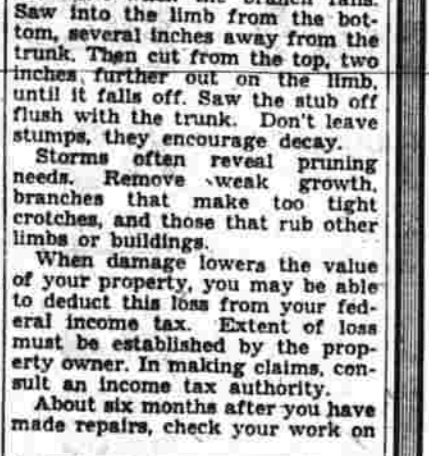 Saw into the limb from the bot-
tom, several inches away from the
trunk. Then cut from the top, two
inches further out on the limb,
until it falls off. Saw the stub off
flush with the trunk. Don't leave
stumps, they encourage decay.
Storms often reveal pruning
needs. Remove weak growth,
branches that make too tight
crotches, and those that rub other
limbs or buildings.
When damage lowers the value
of your property, you may be able
to deduct this loss from your fed-
eral income tax. Extent of loss
must be established by the prop-
erty owner. In making claims, con-
sult an income tax authority.
About six months after you have
made repairs, check your work on